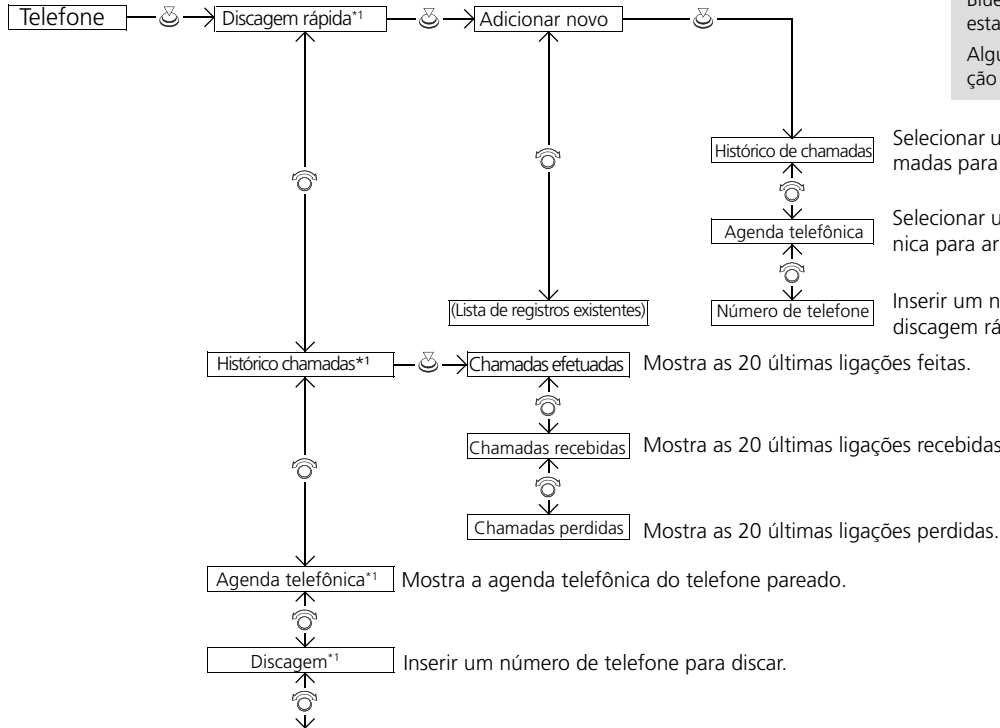 Telefone
Discagem rápida*1
Adicionar novo
esta
Algu
ção
Histórico de chamadas
Selecionar u
madas para
Agenda telefônica
Selecionar u
nica para ar
(Lista de registros existentes)
Número de telefone
Inserir um n
discagem rá
Histórico chamadas*1
Chamadas efetuadas
Mostra as 20 últimas ligações feitas.
Chamadas recebidas
Mostra as 20 últimas ligações recebidas
Chamadas perdidas
Mostra as 20 últimas ligações perdidas.
Agenda telefônica*1
Mostra a agenda telefônica do telefone pareado.
Discagem*1
Inserir um número de telefone para discar.